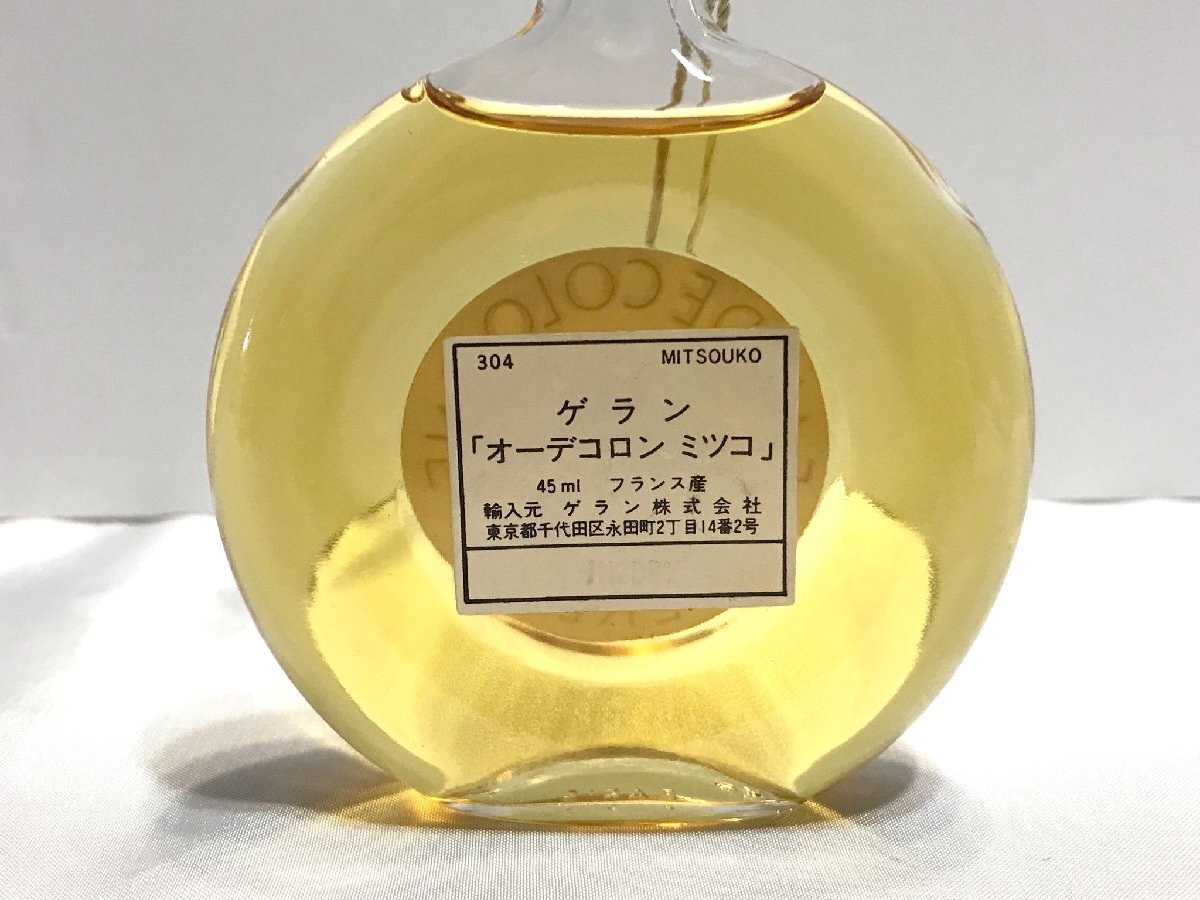 DE COLO
304 MITSOUKO
ゲラン
「オーデコロン ミツコ」
45ml フランス産
輸入元 ゲラン株式会社
東京都千代田区永田町2丁目14番2号